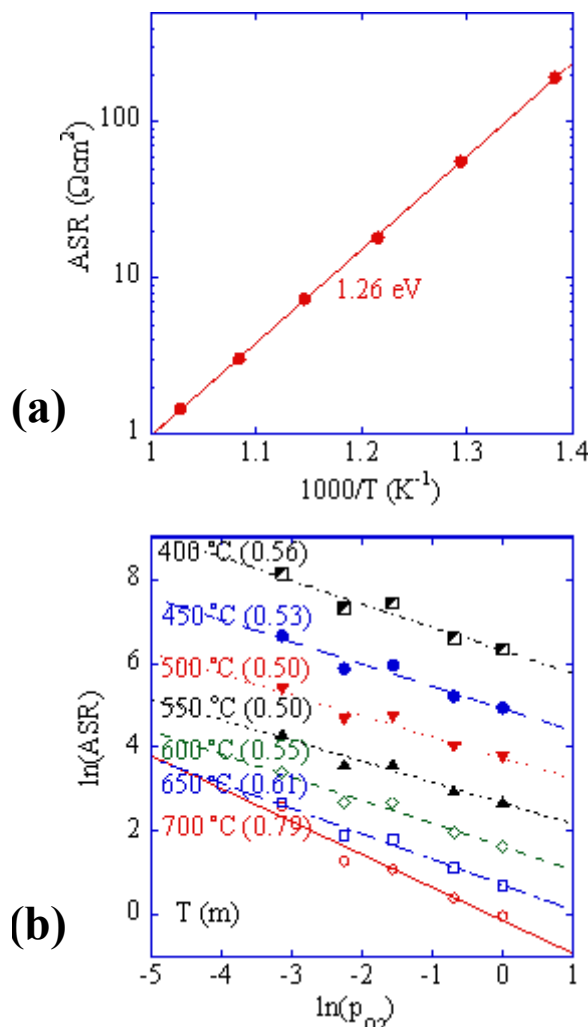 100
10
1
ASR (Ωcm²)
1.26 eV
1 1.1 1.2 1.3 1.4
1000/T (K⁻¹)
(a)
8
6
4
2
0
ln(ASR)
400 °C (0.56)
450 °C (0.53)
500 °C (0.50)
550 °C (0.50)
600 °C (0.55)
650 °C (0.61)
700 °C (0.79)
T (m)
-5 -4 -3 -2 -1 0 1
ln(p_O2)
(b)